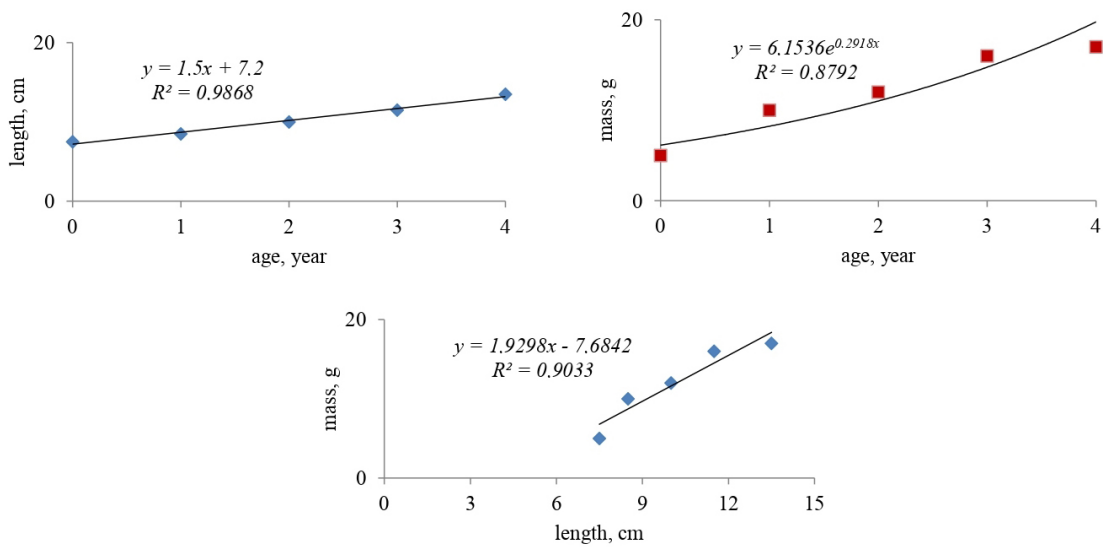 20
y = 1.5x + 7.2
R² = 0.9868
length, cm
0
0 1 2 3 4
age, year
20
y = 6.1536e^0.2918x
R² = 0.8792
mass, g
0
0 1 2 3 4
age, year
20
y = 1.9298x - 7.6842
R² = 0.9033
mass, g
0
0 3 6 9 12 15
length, cm